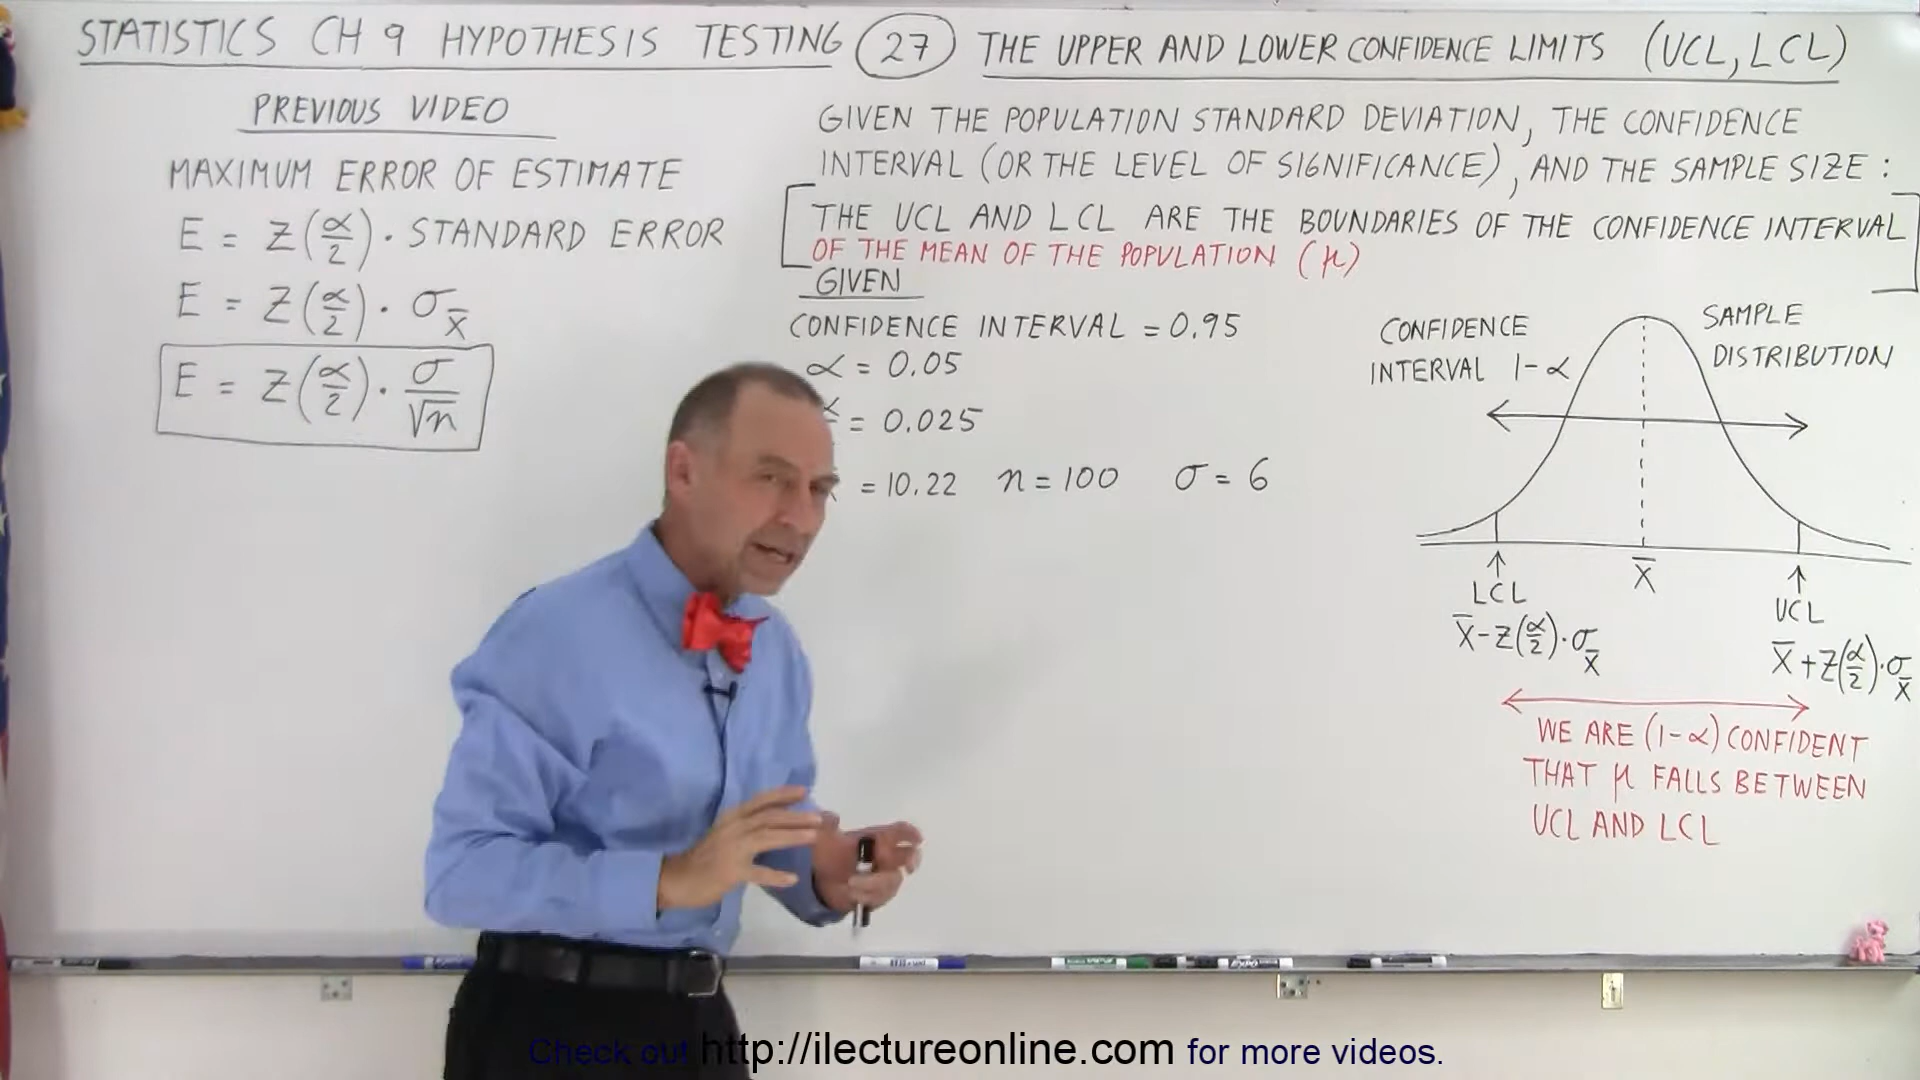 STATISTICS CH 9 HYPOTHESIS TESTING 27 THE UPPER AND LOWER CONFIDENCE LIMITS (UCL, LCL)
PREVIOUS VIDEO
MAXIMUM ERROR OF ESTIMATE
E = Z(α/2) · STANDARD ERROR
E = Z(α/2) · σx̄
E = Z(α/2) · σ/√n
GIVEN THE POPULATION STANDARD DEVIATION, THE CONFIDENCE
INTERVAL (OR THE LEVEL OF SIGNIFICANCE), AND THE SAMPLE SIZE :
THE UCL AND LCL ARE THE BOUNDARIES OF THE CONFIDENCE INTERVAL
OF THE MEAN OF THE POPULATION (μ)
GIVEN
CONFIDENCE INTERVAL = 0.95
α = 0.05
= 0.025
= 10.22 n = 100 σ = 6
CONFIDENCE
INTERVAL 1-α
SAMPLE
DISTRIBUTION
LCL
x̄-Z(α/2)·σx̄
x̄
UCL
x̄+Z(α/2)·σx̄
WE ARE (1-α) CONFIDENT
THAT μ FALLS BETWEEN
UCL AND LCL
Check out http://ilectureonline.com for more videos.